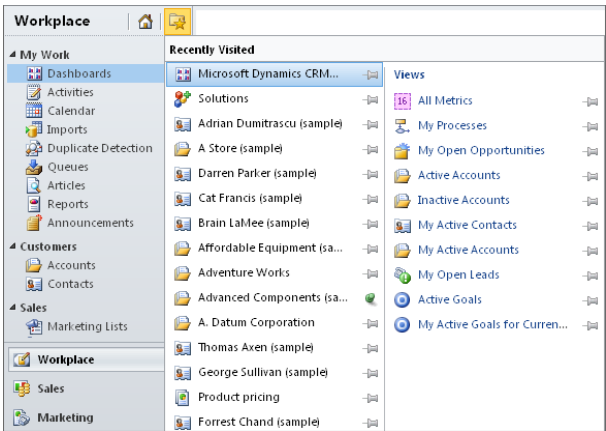 Workplace
My Work
Dashboards
Activities
Calendar
Imports
Duplicate Detection
Queues
Articles
Reports
Announcements
Customers
Accounts
Contacts
Sales
Marketing Lists
Workplace
Sales
Marketing
Recently Visited
Microsoft Dynamics CRM...
Solutions
Adrian Dumitrascu (sample)
A Store (sample)
Darren Parker (sample)
Cat Francis (sample)
Brain LaMee (sample)
Affordable Equipment (sa...
Adventure Works
Advanced Components (sa...
A. Datum Corporation
Thomas Axen (sample)
George Sullivan (sample)
Product pricing
Forrest Chand (sample)
Views
16 All Metrics
My Processes
My Open Opportunities
Active Accounts
Inactive Accounts
My Active Contacts
My Active Accounts
My Open Leads
Active Goals
My Active Goals for Curren...